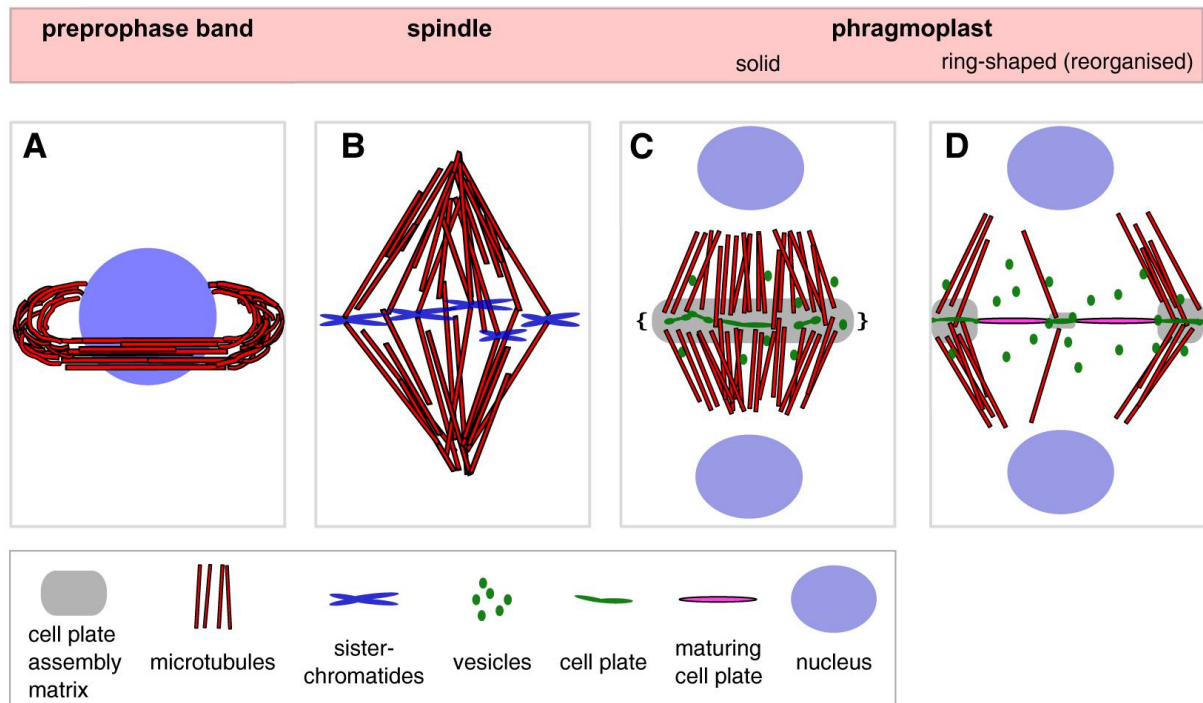 preprophase band
spindle
phragmoplast
solid
ring-shaped (reorganised)
A
B
C
D
{ }
cell plate
assembly
matrix
microtubules
sister-
chromatides
vesicles
cell plate
maturing
cell plate
nucleus